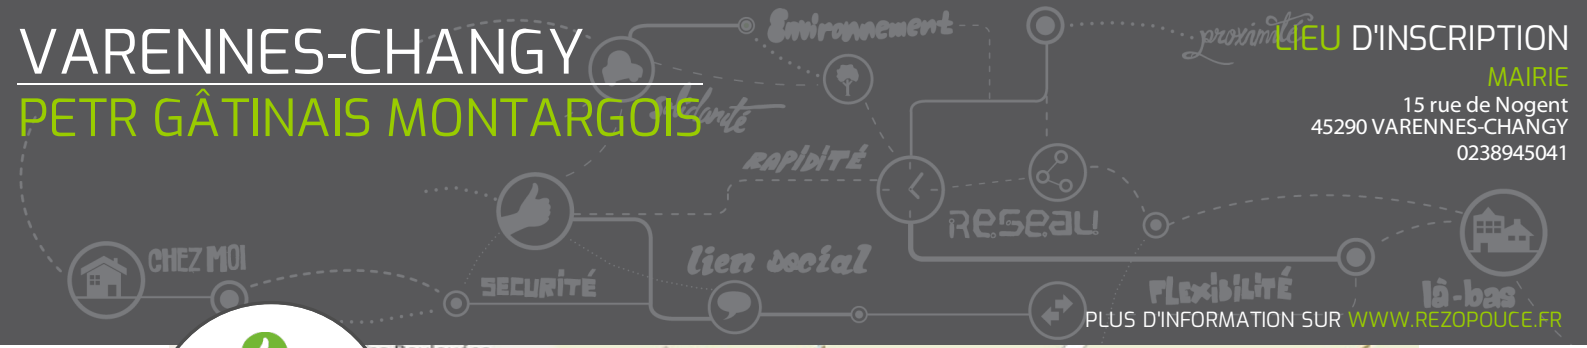 VARENNES-CHANGY
PETR GÂTINAIS MONTARGOIS
LIEU D'INSCRIPTION
MAIRIE
15 rue de Nogent
45290 VARENNES-CHANGY
0238945041
Environnement
proximité
solidarité
RAPIDITÉ
RESEAU
CHEZ MOI
lien social
SECURITÉ
FLEXIBILITÉ
là-bas
PLUS D'INFORMATION SUR WWW.REZOPOUCE.FR